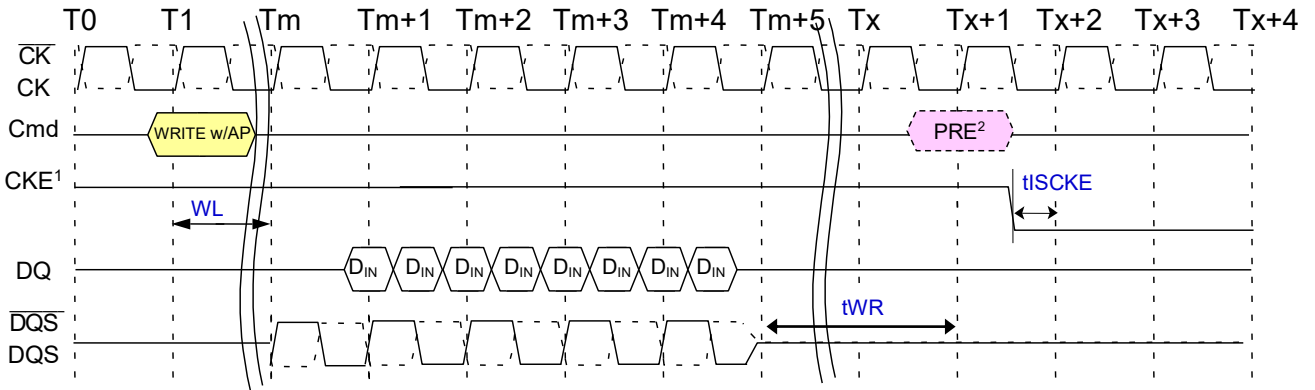 T0 T1 Tm Tm+1 Tm+2 Tm+3 Tm+4 Tm+5 Tx Tx+1 Tx+2 Tx+3 Tx+4
CK
CK
Cmd WRITE w/AP PRE2
CKE1 tISCKE
WL
DQ DIN DIN DIN DIN DIN DIN DIN DIN
tWR
DQS
DQS